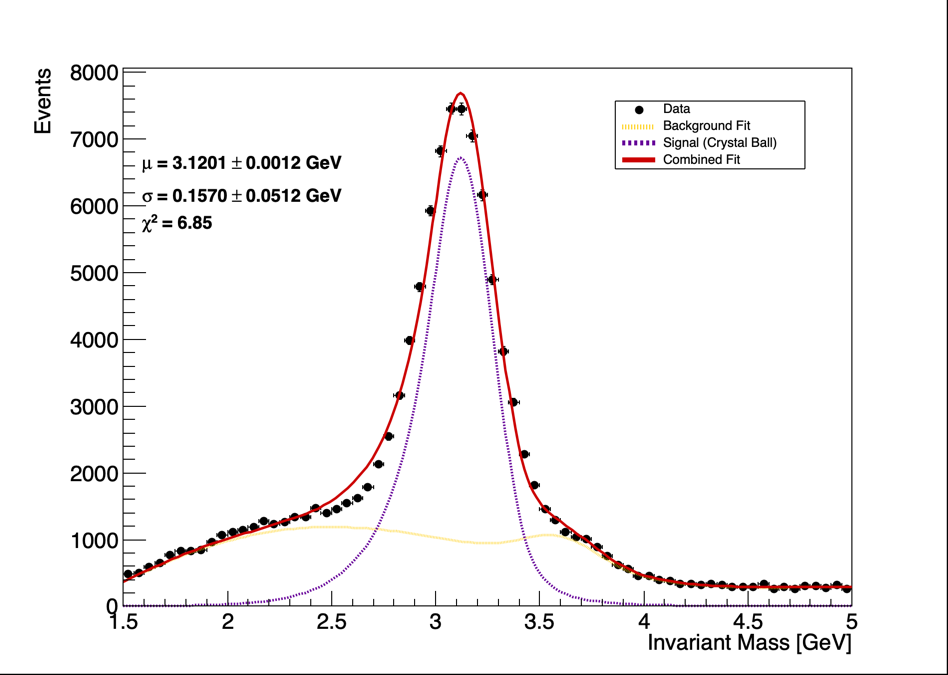 Events
8000
7000
6000
5000
4000
3000
2000
1000
0
μ = 3.1201 ± 0.0012 GeV
σ = 0.1570 ± 0.0512 GeV
χ² = 6.85
Data
Background Fit
Signal (Crystal Ball)
Combined Fit
1.5 2 2.5 3 3.5 4 4.5 5
Invariant Mass [GeV]